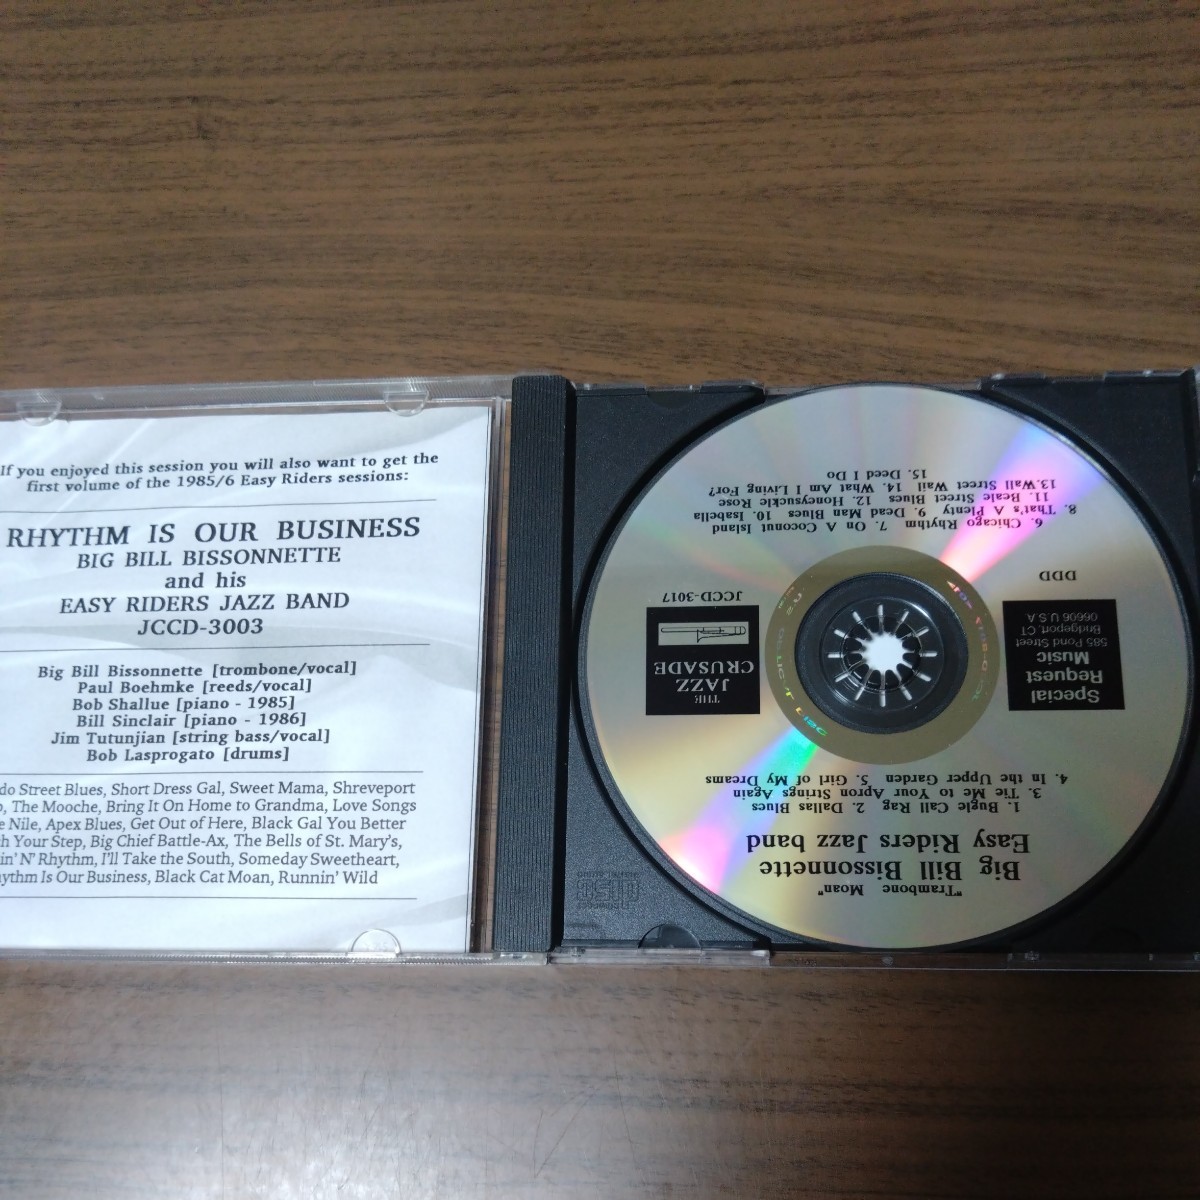 If you enjoyed this session you will also want to get the
first volume of the 1985/6 Easy Riders sessions:
RHYTHM IS OUR BUSINESS
BIG BILL BISSONNETTE
and his
EASY RIDERS JAZZ BAND
JCCD-3003
Big Bill Bissonnette [trombone/vocal]
Paul Boehmke [reeds/vocal]
Bob Shallue [piano - 1985]
Bill Sinclair [piano - 1986]
Jim Tutunjian [string bass/vocal]
Bob Lasprogato [drums]
Street Blues, Short Dress Gal, Sweet Mama, Shreveport
The Mooche, Bring It On Home to Grandma, Love Songs
Nile, Apex Blues, Get Out of Here, Black Gal You Better
Your Step, Big Chief Battle-Ax, The Bells of St. Mary's,
N' Rhythm, I'll Take the South, Someday Sweetheart,
Is Our Business, Black Cat Moan, Runnin' Wild
"Trambone Moan"
Big Bill Bissonnette
Easy Riders Jazz band
1. Bugle Call Rag 2. Dallas Blues
3. Tie Me to Your Apron Strings Again
4. In the Upper Garden 5. Girl of My Dreams
Special
Request
Music
585 Pond Street
Bridgeport, CT
06606 U.S.A
DDD
THE
JAZZ
CRUSADE
JCCD-3017
6. Chicago Rhythm 7. On A Coconut Island
8. That's A Plenty 9. Dead Man Blues 10. Isabella
11. Beale Street Blues 12. Honeysuckle Rose
13.Wall Street Wail 14. What Am I Living For?
15. Deed I Do
COMPACT
disc
DIGITAL AUDIO